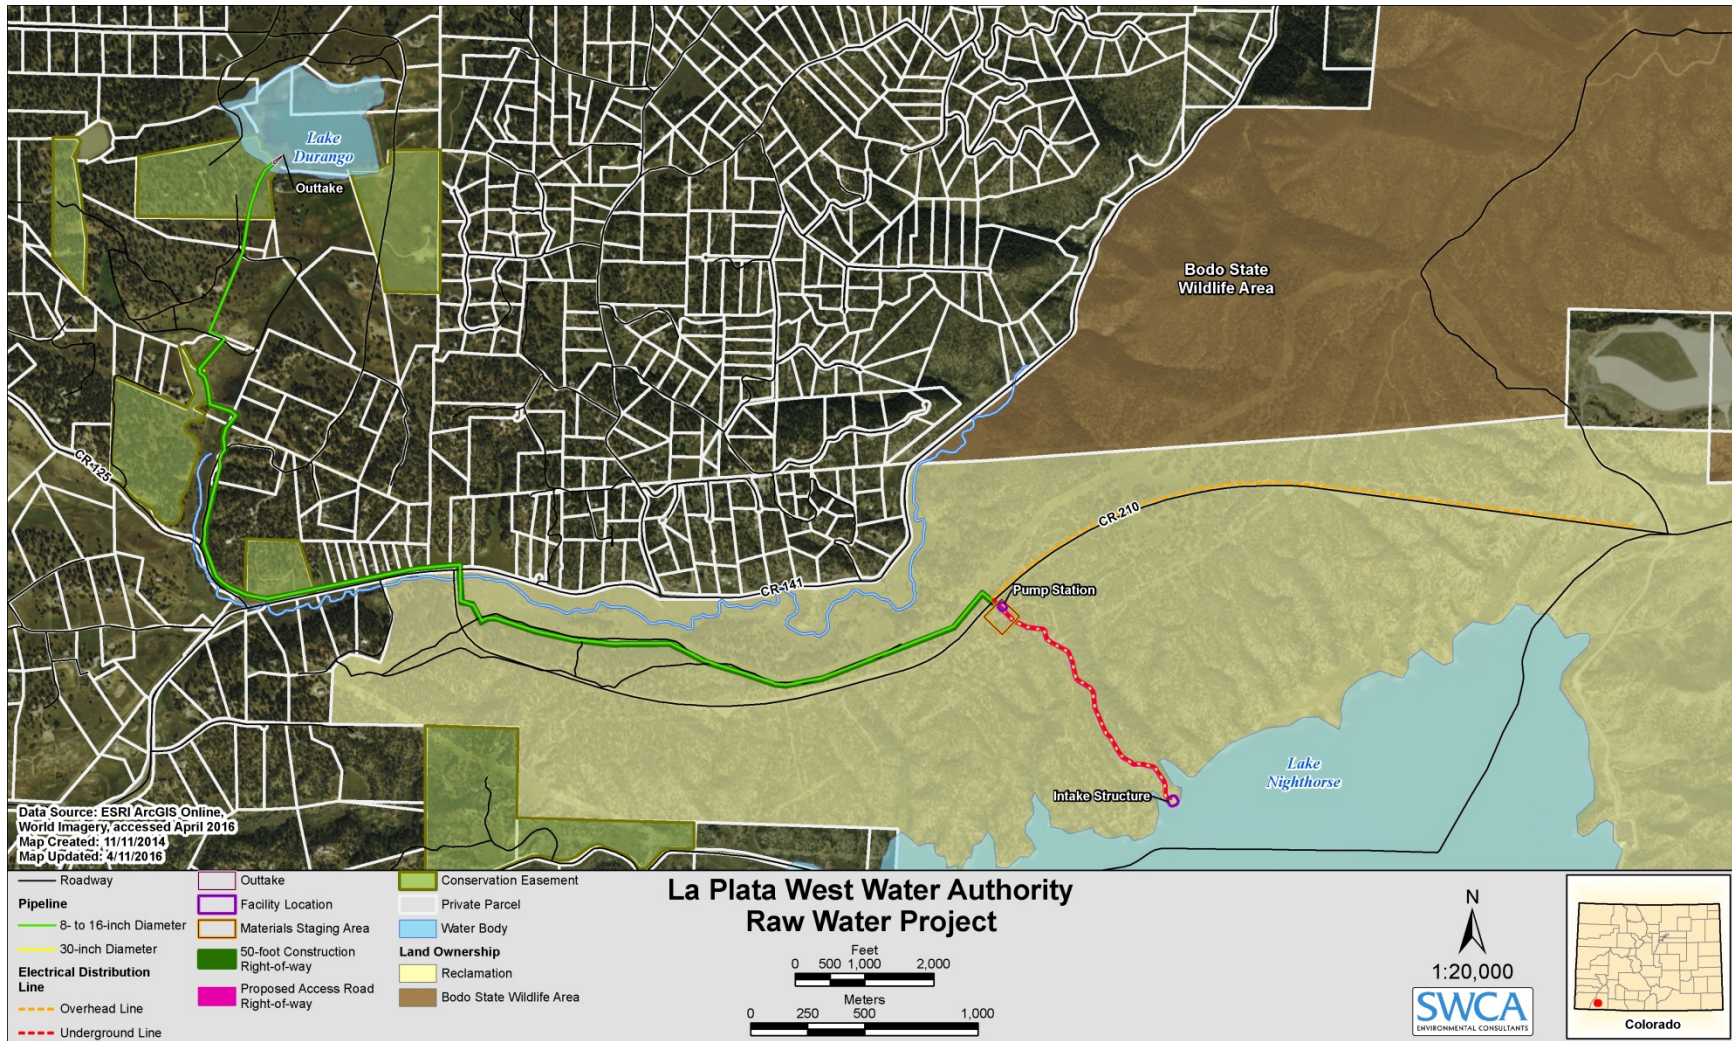 Lake
Durango
Outtake
Bodo State
Wildlife Area
CR 125
CR 210
CR 141
Pump Station
Lake
Nighthorse
Intake Structure
Data Source: ESRI ArcGIS Online,
World Imagery, accessed April 2016
Map Created: 11/11/2014
Map Updated: 4/11/2016
Roadway
Pipeline
8- to 16-inch Diameter
30-inch Diameter
Electrical Distribution
Line
Overhead Line
Underground Line
Outtake
Facility Location
Materials Staging Area
50-foot Construction
Right-of-way
Proposed Access Road
Right-of-way
Conservation Easement
Private Parcel
Water Body
Land Ownership
Reclamation
Bodo State Wildlife Area
La Plata West Water Authority
Raw Water Project
Feet
0 500 1,000 2,000
Meters
0 250 500 1,000
N
1:20,000
SWCA
ENVIRONMENTAL CONSULTANTS
Colorado